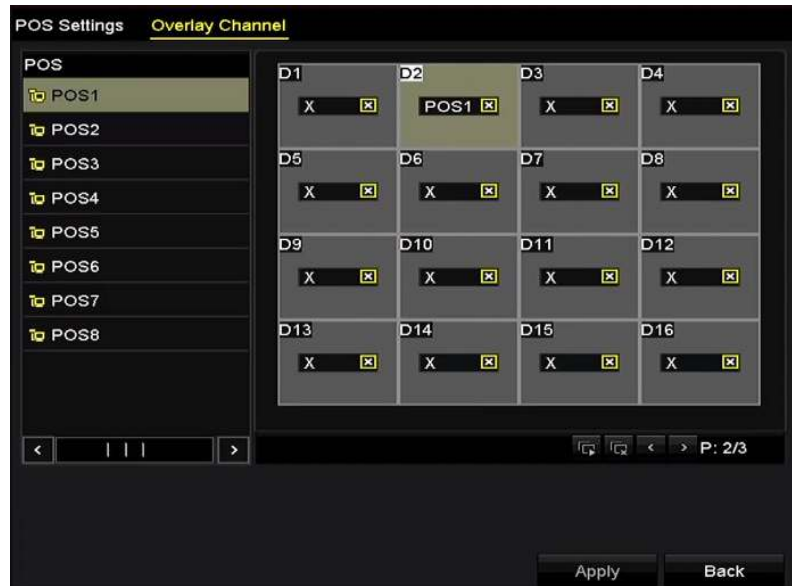 POS Settings Overlay Channel
POS
POS1
POS2
POS3
POS4
POS5
POS6
POS7
POS8
D1 D2 D3 D4
X POS1 X X
D5 D6 D7 D8
X X X X
D9 D10 D11 D12
X X X X
D13 D14 D15 D16
X X X X
P: 2/3
Apply Back